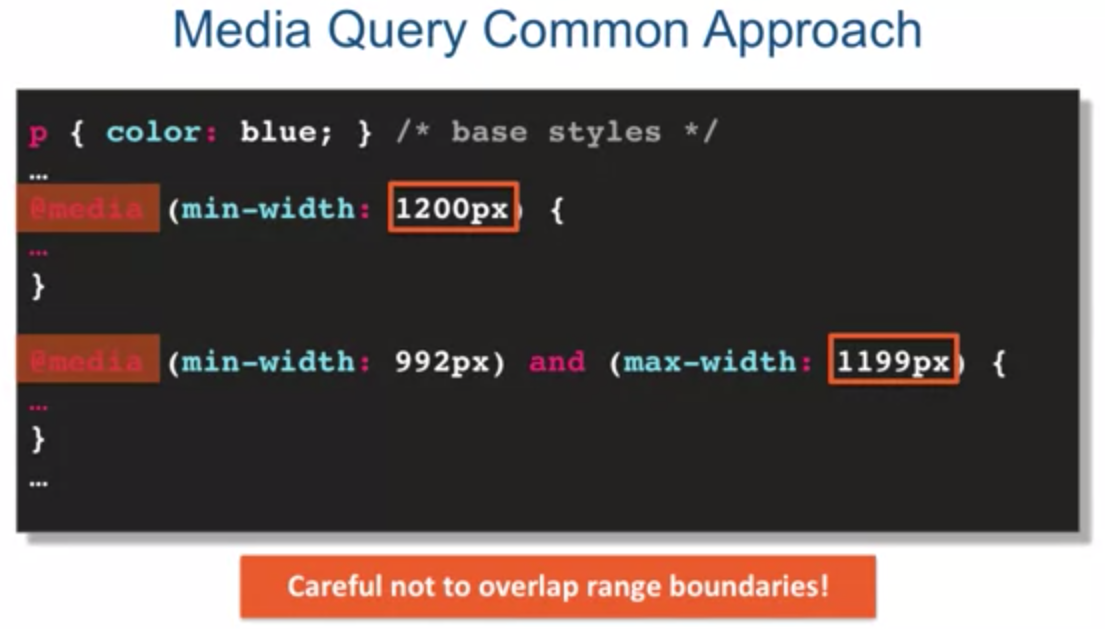 Media Query Common Approach
p { color: blue; } /* base styles */
…
@media (min-width: 1200px) {
…
}
@media (min-width: 992px) and (max-width: 1199px) {
…
}
…
Careful not to overlap range boundaries!